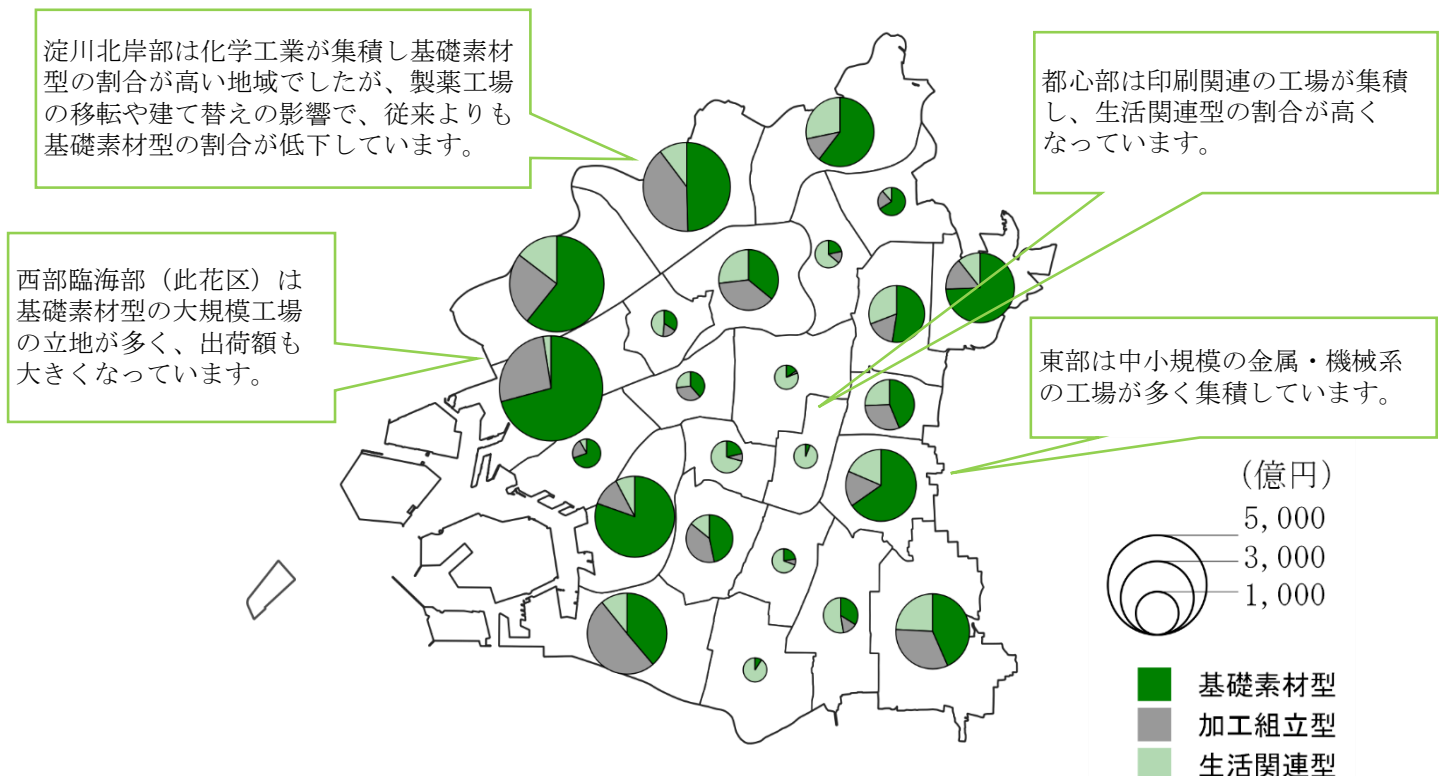 淀川北岸部は化学工業が集積し基礎素材
型の割合が高い地域でしたが、製薬工場
の移転や建て替えの影響で、従来よりも
基礎素材型の割合が低下しています。
都心部は印刷関連の工場が集積
し、生活関連型の割合が高く
なっています。
西部臨海部（此花区）は
基礎素材型の大規模工場
の立地が多く、出荷額も
大きくなっています。
東部は中小規模の金属・機械系
の工場が多く集積しています。
(億円)
5,000
3,000
1,000
基礎素材型
加工組立型
生活関連型